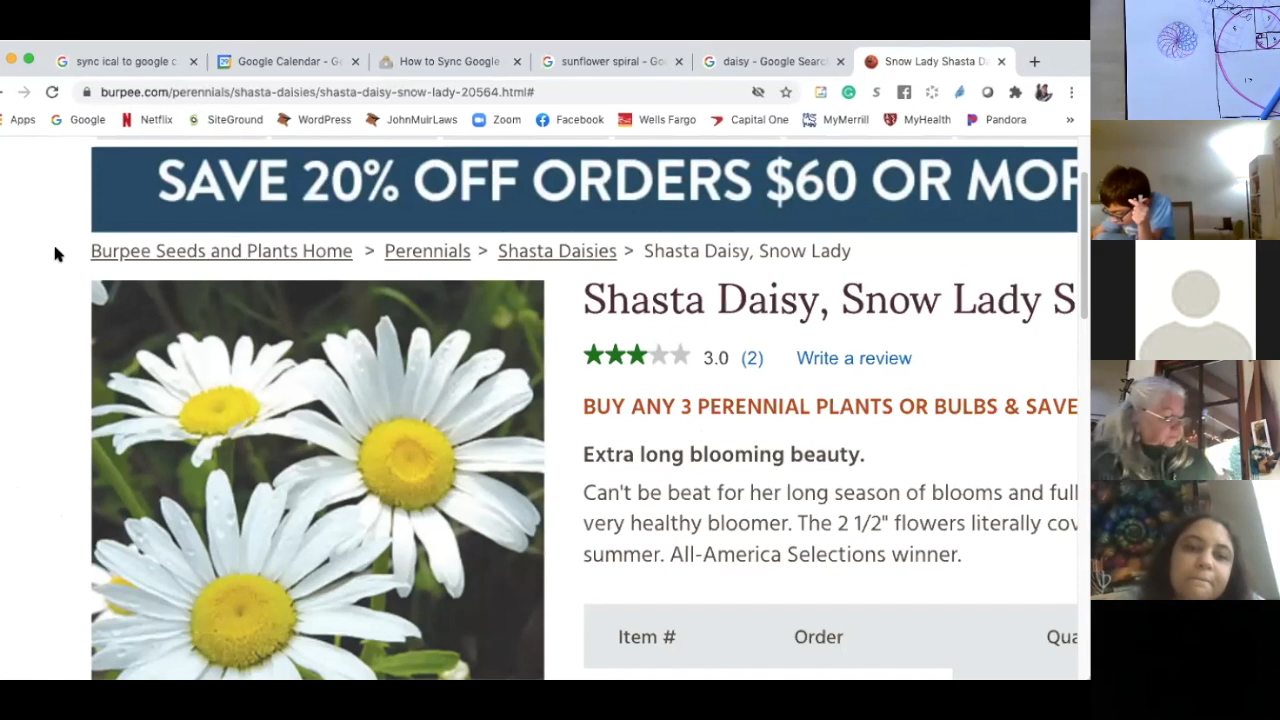 sync ical to google c
Google Calendar - G
How to Sync Google
sunflower spiral - Go
daisy - Google Search
Snow Lady Shasta D
burpee.com/perennials/shasta-daisies/shasta-daisy-snow-lady-20564.html#
Apps Google Netflix SiteGround WordPress JohnMuirLaws Zoom Facebook Wells Fargo Capital One MyMerrill MyHealth Pandora »
SAVE 20% OFF ORDERS $60 OR MOR
Burpee Seeds and Plants Home > Perennials > Shasta Daisies > Shasta Daisy, Snow Lady
Shasta Daisy, Snow Lady S
3.0 (2) Write a review
BUY ANY 3 PERENNIAL PLANTS OR BULBS & SAVE
Extra long blooming beauty.
Can't be beat for her long season of blooms and full
very healthy bloomer. The 2 1/2" flowers literally cov
summer. All-America Selections winner.
Item # Order Qua